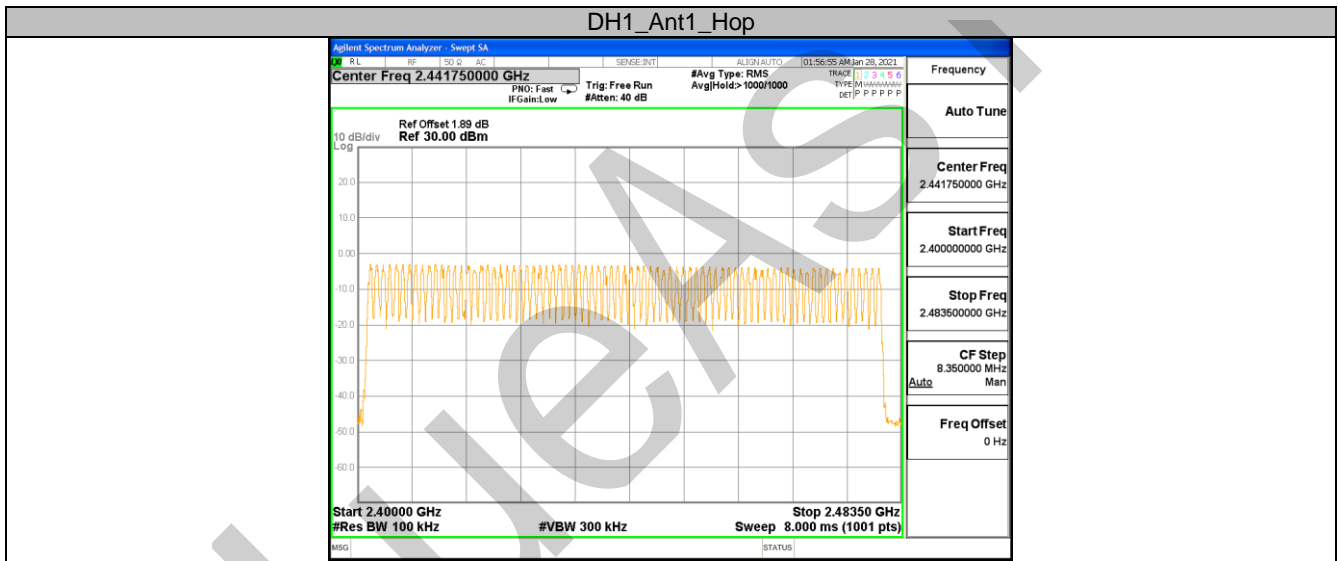 DH1_Ant1_Hop
Agilent Spectrum Analyzer - Swept SA
LXI RL RF 50 Ω AC SENSE:INT ALIGN AUTO 01:56:55 AM Jan 28, 2021
Center Freq 2.441750000 GHz
PNO: Fast
IFGain:Low
Trig: Free Run
#Atten: 40 dB
#Avg Type: RMS
Avg|Hold:>1000/1000
TRACE 1 2 3 4 5 6
TYPE M
DET P P P P P P
Ref Offset 1.89 dB
10 dB/div Ref 30.00 dBm
Log
20.0
10.0
0.00
-10.0
-20.0
-30.0
-40.0
-50.0
-60.0
Start 2.40000 GHz Stop 2.48350 GHz
#Res BW 100 kHz #VBW 300 kHz Sweep 8.000 ms (1001 pts)
MSG STATUS
Frequency
Auto Tune
Center Freq
2.441750000 GHz
Start Freq
2.400000000 GHz
Stop Freq
2.483500000 GHz
CF Step
8.350000 MHz
Auto Man
Freq Offset
0 Hz